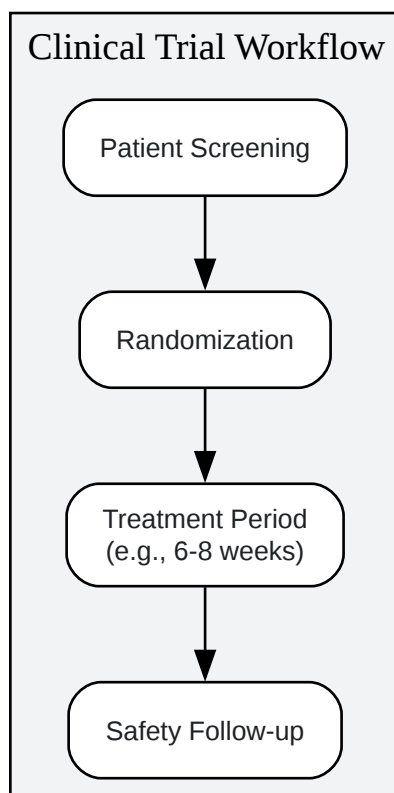 Clinical Trial Workflow
Patient Screening
Randomization
Treatment Period
(e.g., 6-8 weeks)
Safety Follow-up